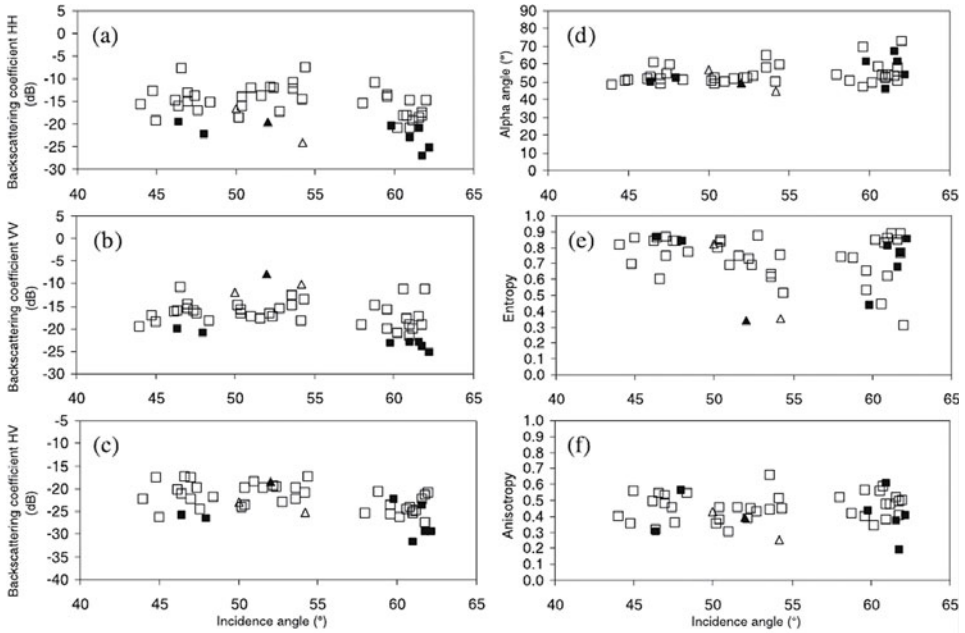 Backscattering coefficient HH
(dB)
5
0
-5
-10
-15
-20
-25
-30
(a)
40 45 50 55 60 65
Alpha angle (°)
90
80
70
60
50
40
30
20
10
0
(d)
40 45 50 55 60 65
Backscattering coefficient VV
(dB)
5
0
-5
-10
-15
-20
-25
-30
(b)
40 45 50 55 60 65
Entropy
1.0
0.9
0.8
0.7
0.6
0.5
0.4
0.3
0.2
0.1
0.0
(e)
40 45 50 55 60 65
Backscattering coefficient HV
(dB)
-5
-10
-15
-20
-25
-30
-35
-40
(c)
40 45 50 55 60 65
Incidence angle (°)
Anisotropy
1.0
0.9
0.8
0.7
0.6
0.5
0.4
0.3
0.2
0.1
0.0
(f)
40 45 50 55 60 65
Incidence angle (°)